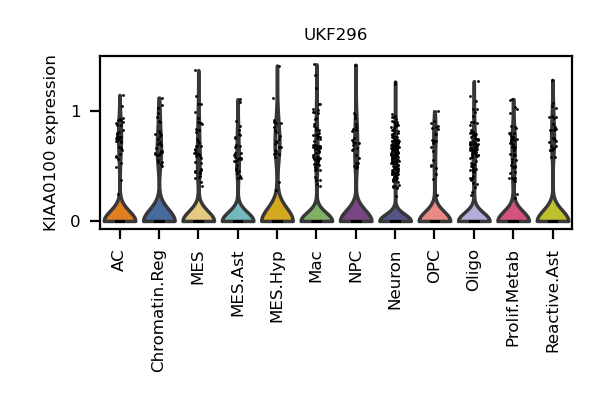 UKF296
KIAA0100 expression
1
0
AC
Chromatin.Reg
MES
MES.Ast
MES.Hyp
Mac
NPC
Neuron
OPC
Oligo
Prolif.Metab
Reactive.Ast